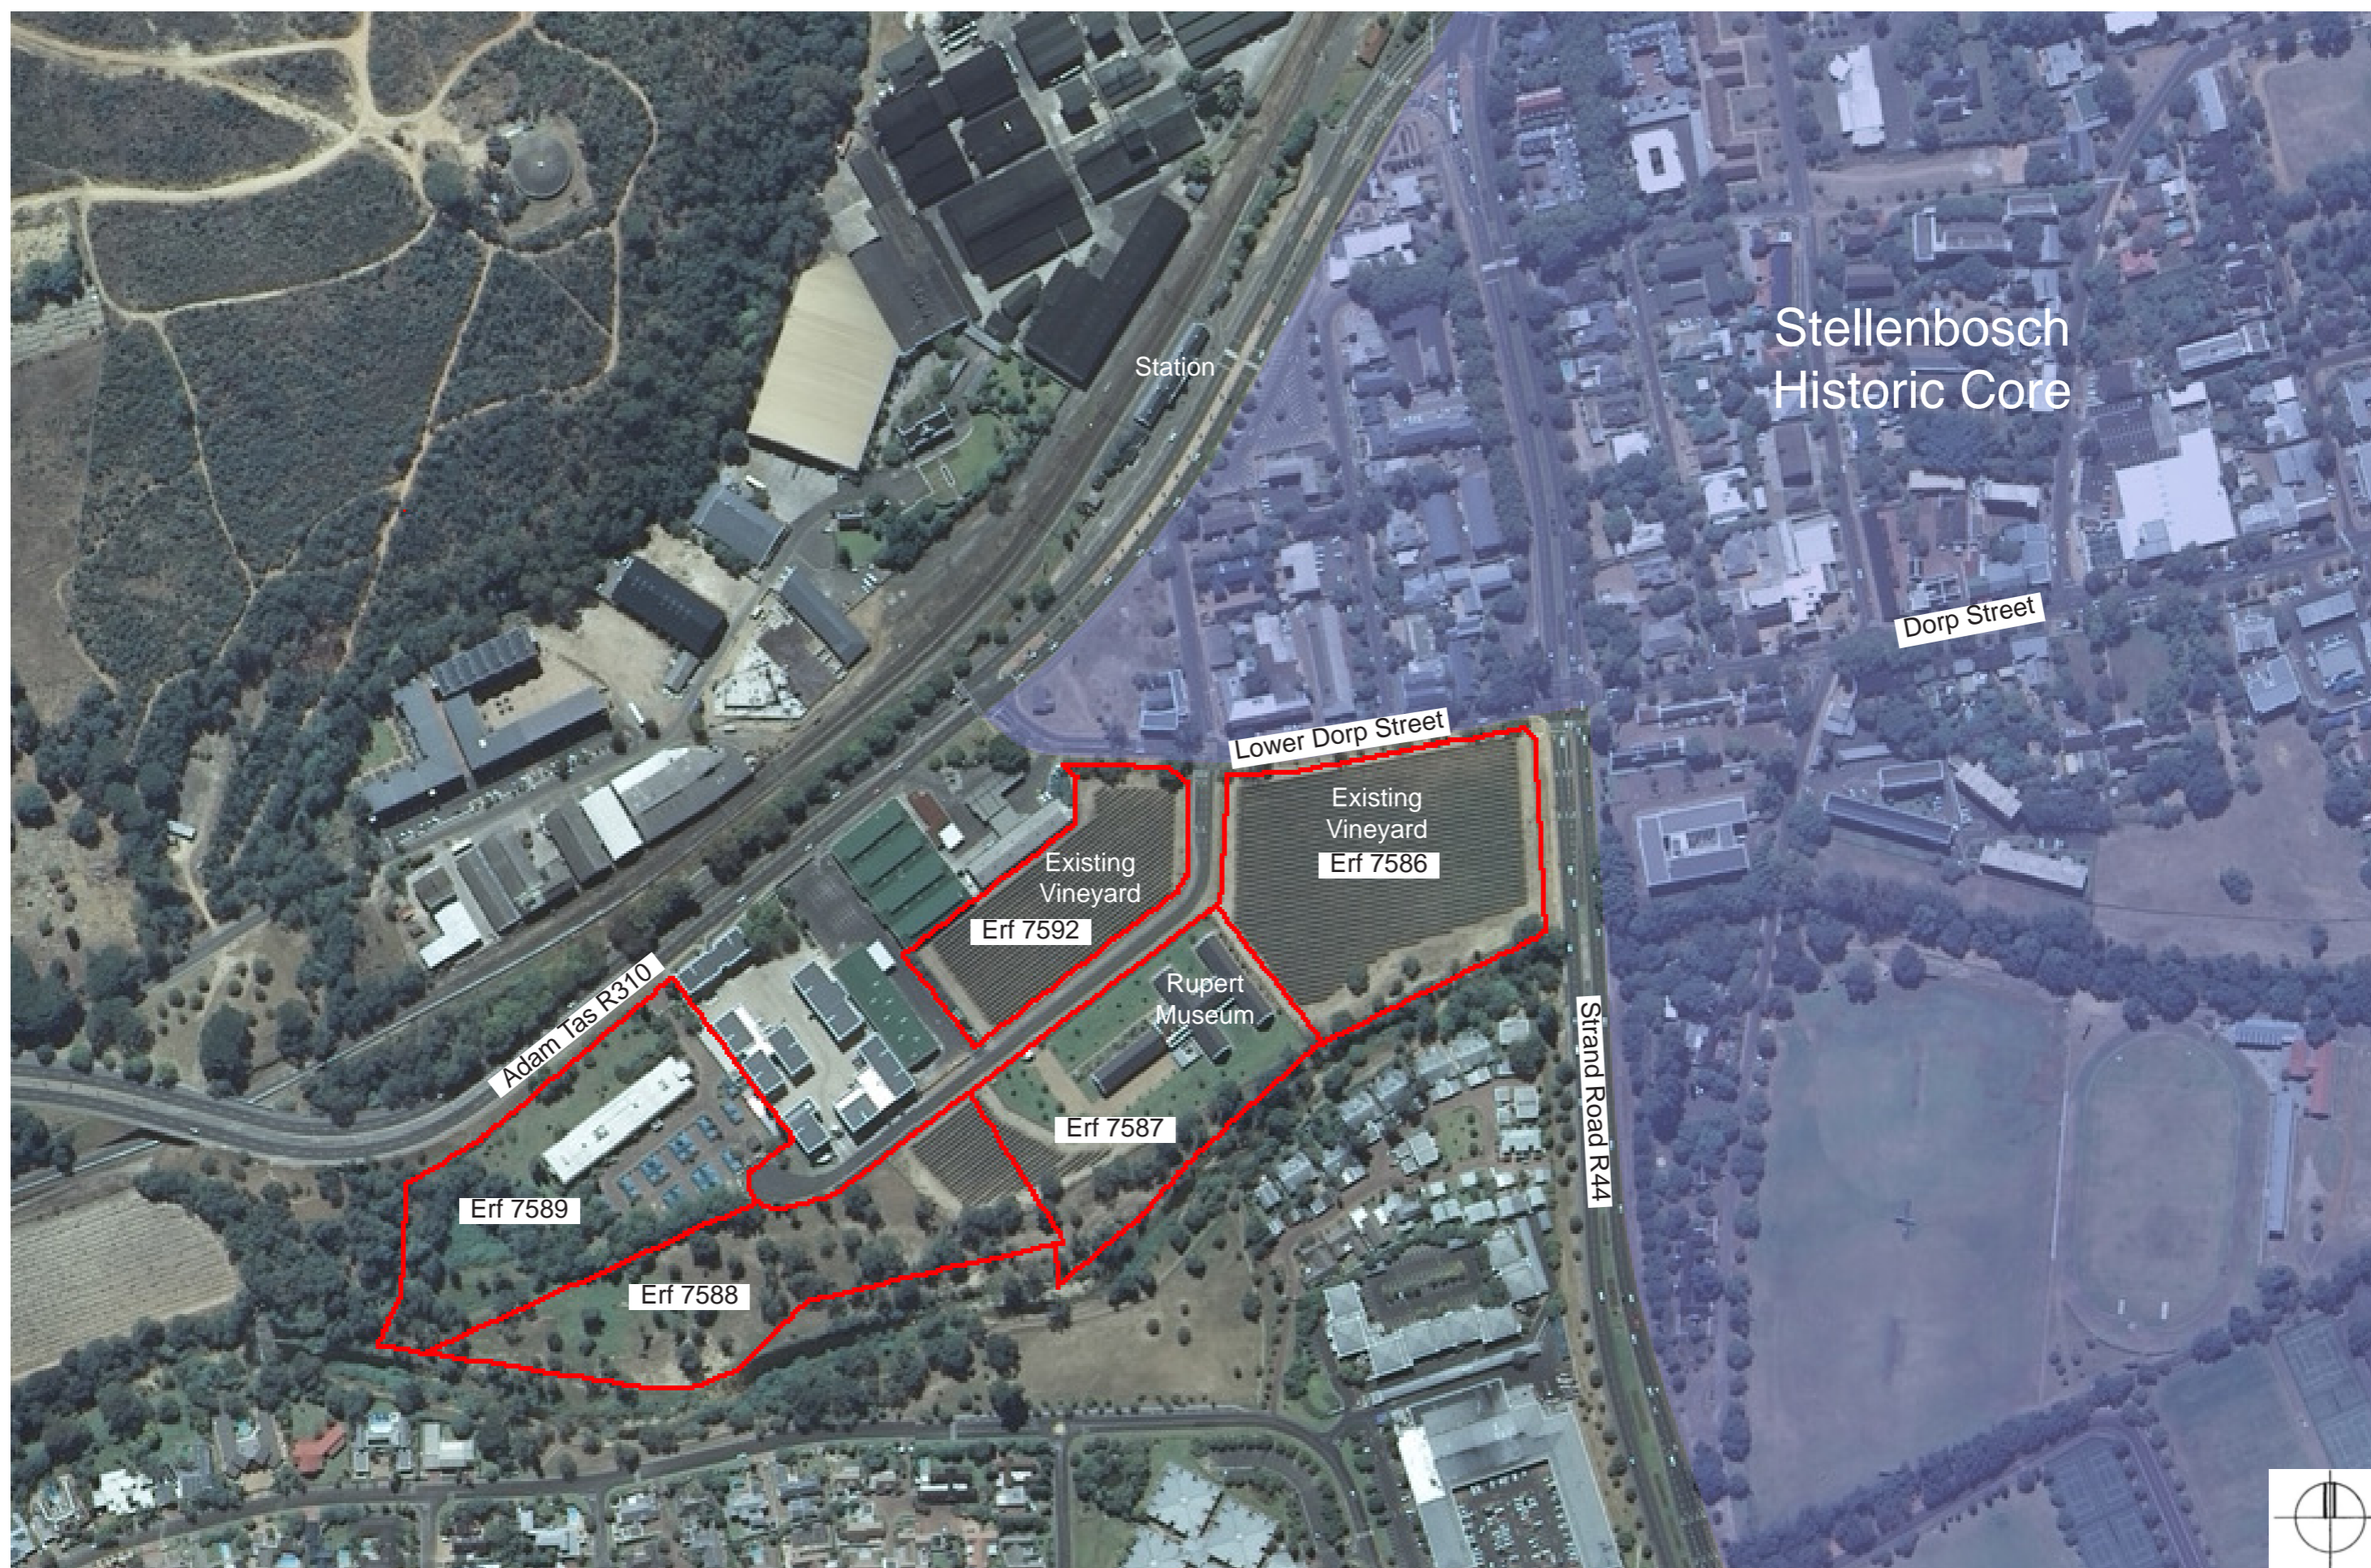 Stellenbosch
Historic Core
Station
Dorp Street
Lower Dorp Street
Existing
Vineyard
Erf 7586
Existing
Vineyard
Erf 7592
Adam Tas R310
Rupert
Museum
Strand Road R44
Erf 7587
Erf 7589
Erf 7588